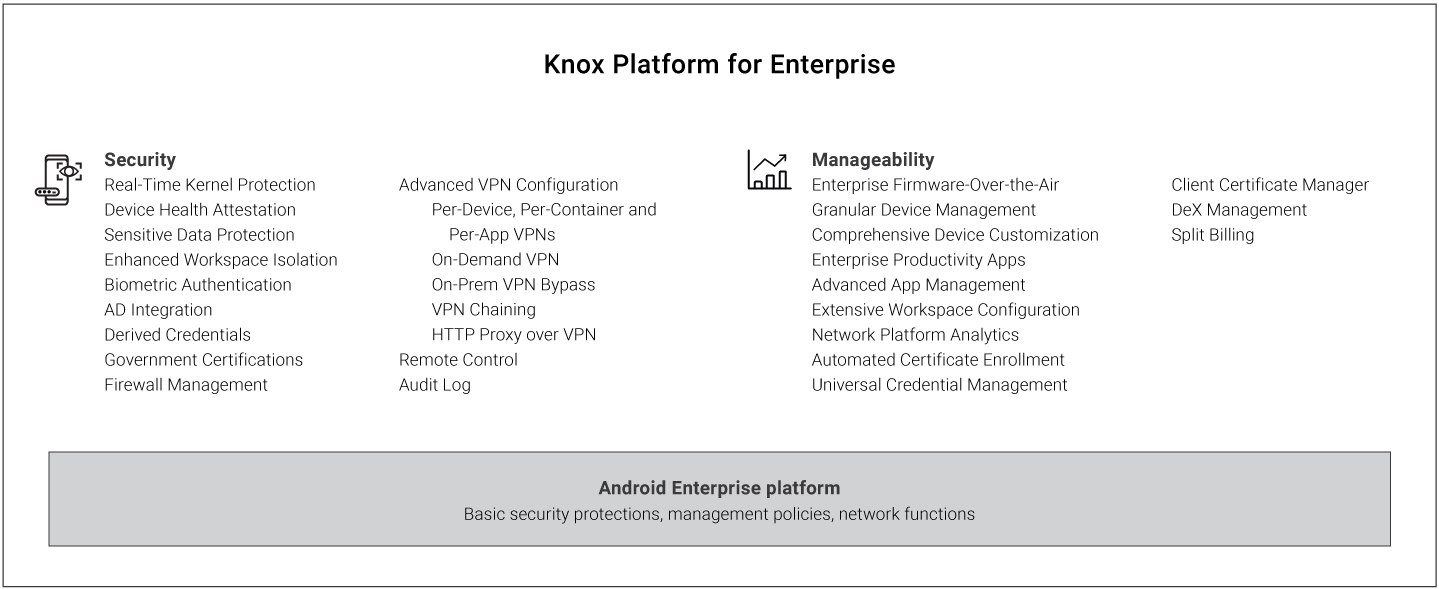 Knox Platform for Enterprise
Security
Real-Time Kernel Protection
Device Health Attestation
Sensitive Data Protection
Enhanced Workspace Isolation
Biometric Authentication
AD Integration
Derived Credentials
Government Certifications
Firewall Management
Advanced VPN Configuration
Per-Device, Per-Container and
Per-App VPNs
On-Demand VPN
On-Prem VPN Bypass
VPN Chaining
HTTP Proxy over VPN
Remote Control
Audit Log
Manageability
Enterprise Firmware-Over-the-Air
Granular Device Management
Comprehensive Device Customization
Enterprise Productivity Apps
Advanced App Management
Extensive Workspace Configuration
Network Platform Analytics
Automated Certificate Enrollment
Universal Credential Management
Client Certificate Manager
DeX Management
Split Billing
Android Enterprise platform
Basic security protections, management policies, network functions